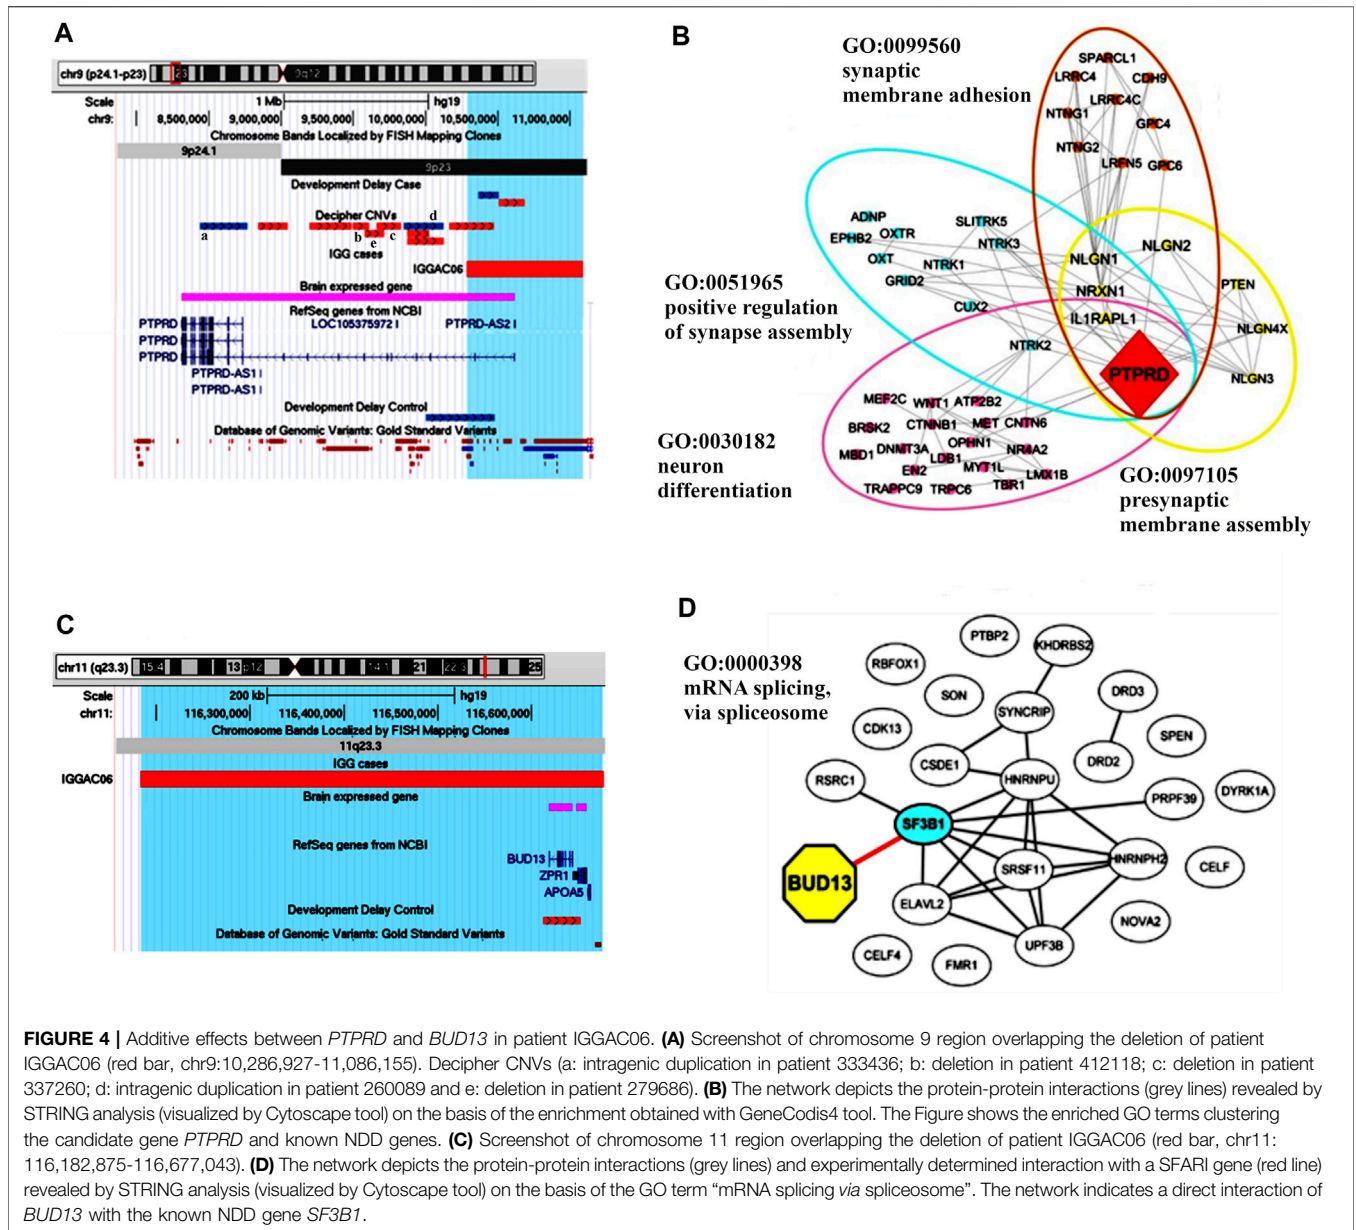 A
chr9 (p24.1-p23)
23
9q12
Scale
1 Mb
hg19
chr9:
8,500,000
9,000,000
9,500,000
10,000,000
10,500,000
11,000,000
Chromosome Bands Localized by FISH Mapping Clones
9p24.1
9p23
Development Delay Case
Decipher CNVs
a
b
e
c
d
IGG cases
IGGAC06
Brain expressed gene
RefSeq genes from NCBI
PTPRD
LOC105375972
PTPRD-AS2
PTPRD
PTPRD
PTPRD-AS1
PTPRD-AS1
Development Delay Control
Database of Genomic Variants: Gold Standard Variants
B
GO:0099560
synaptic
membrane adhesion
SPARCL1
LRRC4
CDH9
LRRC4C
NTNG1
GPC4
NTNG2
LRFN5
GPC6
ADNP
EPHB2
OXTR
SLITRK5
OXT
NTRK3
NTRK1
GRID2
CUX2
NLGN1
NLGN2
NRXN1
PTEN
IL1RAPL1
NLGN4X
NTRK2
PTPRD
NLGN3
GO:0051965
positive regulation
of synapse assembly
MEF2C
WNT1
ATP2B2
BRSK2
CTNNB1
MET
CNTN6
MBD1
DNMT3A
OPHN1
LDB1
NR4A2
EN2
MYT1L
LMX1B
TRAPPC9
TRPC6
TBR1
GO:0030182
neuron
differentiation
GO:0097105
presynaptic
membrane assembly
C
chr11 (q23.3)
15.4
13
p12
14.1
21
22.3
25
Scale
200 kb
hg19
chr11:
116,300,000
116,400,000
116,500,000
116,600,000
Chromosome Bands Localized by FISH Mapping Clones
11q23.3
IGG cases
IGGAC06
Brain expressed gene
RefSeq genes from NCBI
BUD13
ZPR1
APOA5
Development Delay Control
Database of Genomic Variants: Gold Standard Variants
D
GO:0000398
mRNA splicing,
via spliceosome
PTBP2
KHDRBS2
RBFOX1
SON
SYNCRIP
DRD3
CDK13
SPEN
CSDE1
DRD2
RSRC1
HNRNPU
PRPF39
DYRK1A
SF3B1
BUD13
SRSF11
HNRNPH2
CELF
ELAVL2
NOVA2
UPF3B
CELF4
FMR1
FIGURE 4 | Additive effects between PTPRD and BUD13 in patient IGGAC06. (A) Screenshot of chromosome 9 region overlapping the deletion of patient
IGGAC06 (red bar, chr9:10,286,927-11,086,155). Decipher CNVs (a: intragenic duplication in patient 333436; b: deletion in patient 412118; c: deletion in patient
337260; d: intragenic duplication in patient 260089 and e: deletion in patient 279686). (B) The network depicts the protein-protein interactions (grey lines) revealed by
STRING analysis (visualized by Cytoscape tool) on the basis of the enrichment obtained with GeneCodis4 tool. The Figure shows the enriched GO terms clustering
the candidate gene PTPRD and known NDD genes. (C) Screenshot of chromosome 11 region overlapping the deletion of patient IGGAC06 (red bar, chr11:
116,182,875-116,677,043). (D) The network depicts the protein-protein interactions (grey lines) and experimentally determined interaction with a SFARI gene (red line)
revealed by STRING analysis (visualized by Cytoscape tool) on the basis of the GO term “mRNA splicing via spliceosome”. The network indicates a direct interaction of
BUD13 with the known NDD gene SF3B1.